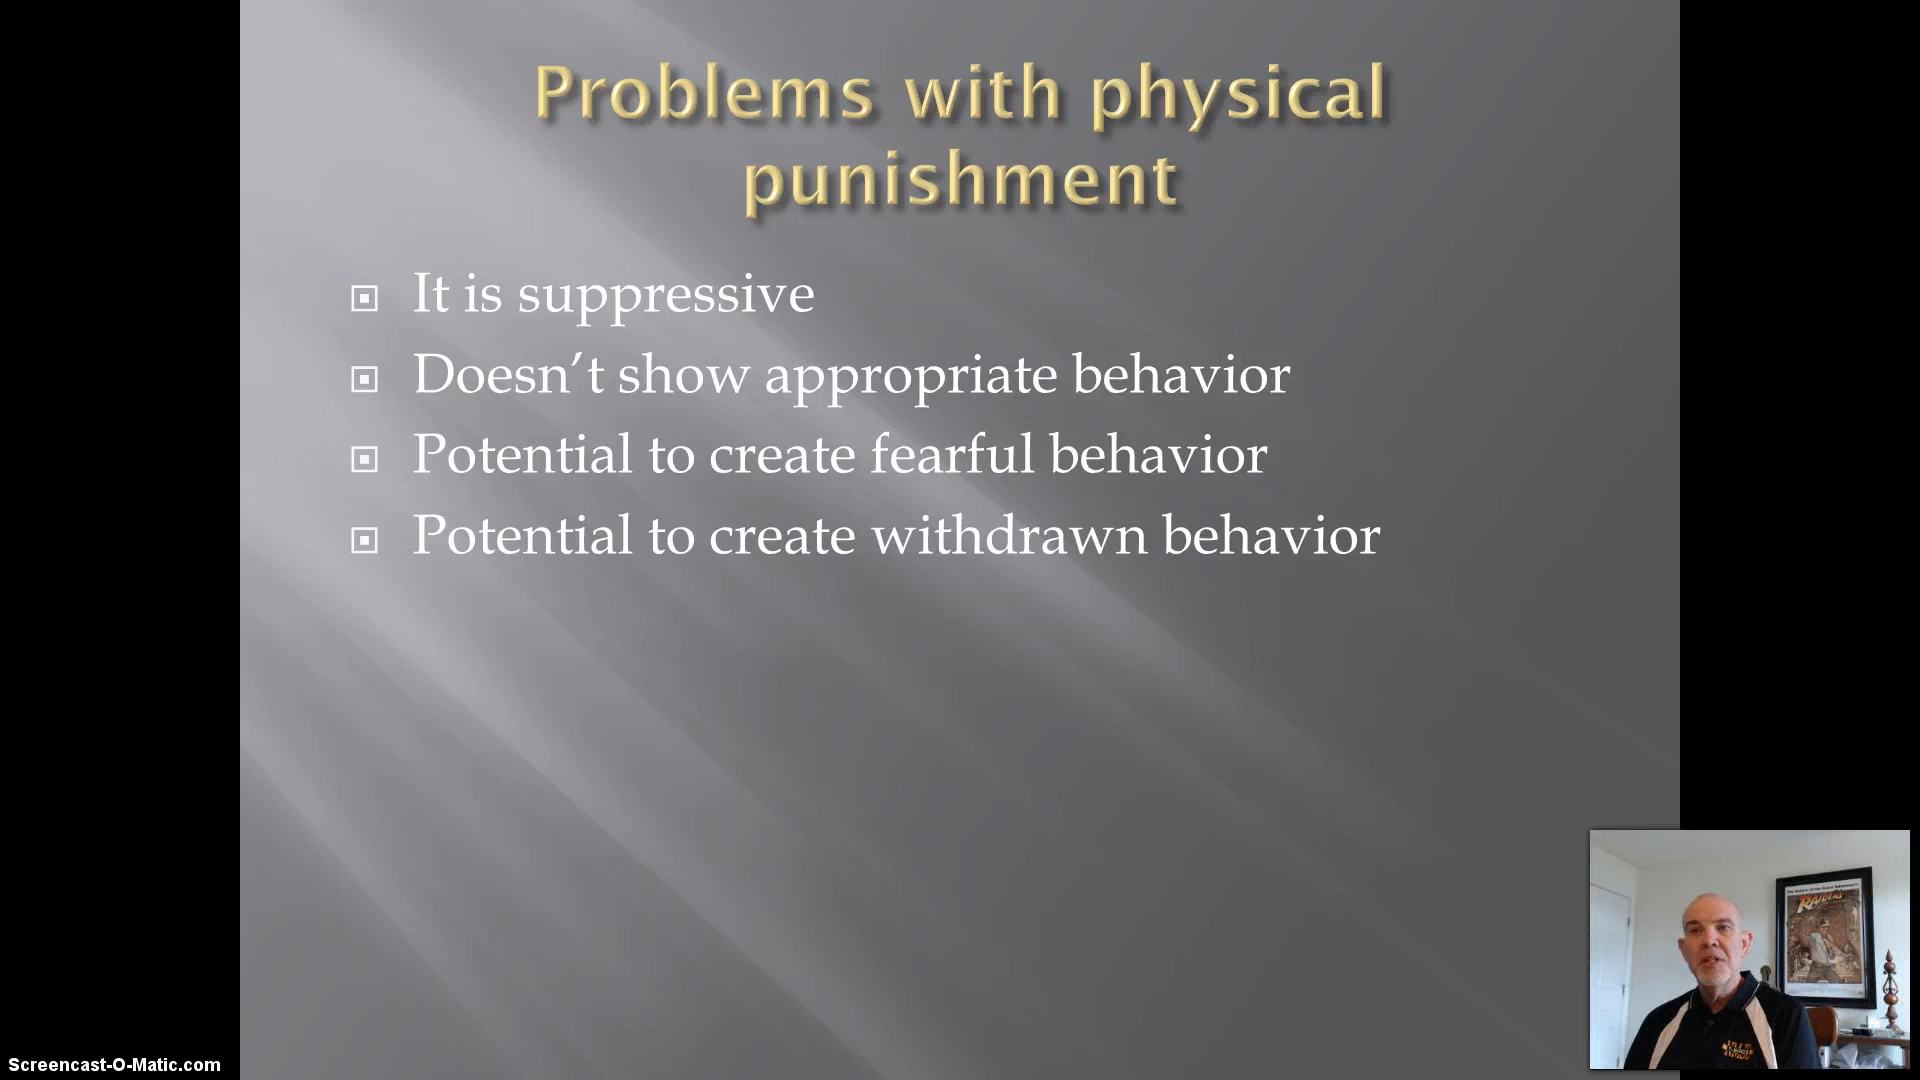 Problems with physical
punishment
It is suppressive
Doesn’t show appropriate behavior
Potential to create fearful behavior
Potential to create withdrawn behavior
RAIDERS
Screencast-O-Matic.com